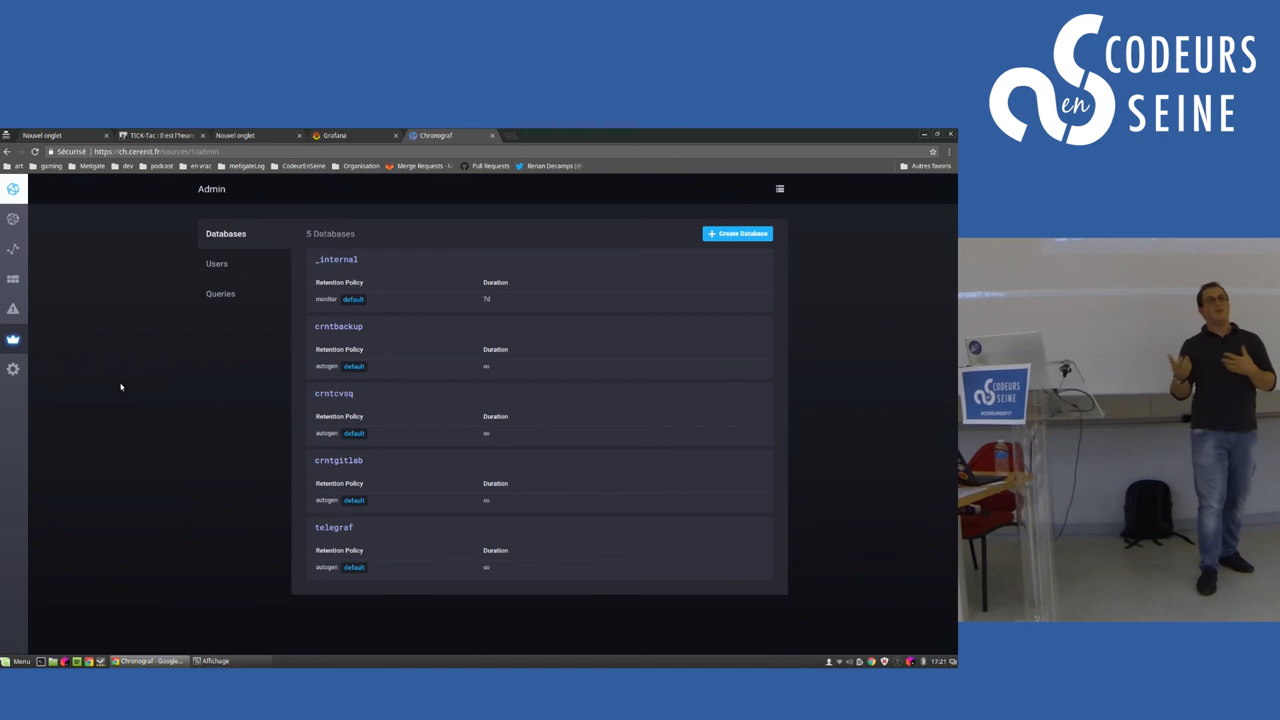 CODEURS
en
SEINE
Nouvel onglet
TICK-Tac : Il est l'heure
Nouvel onglet
Grafana
Chronograf
Sécurisé
https://ch.cerenit.fr/sources/1/admin
art
gaming
Metigate
dev
podcast
en vrac
metigateLog
CodeurEnSeine
Organisation
Merge Requests · M
Pull Requests
Renan Decamps (@
Autres favoris
Admin
Databases
Users
Queries
5 Databases
Create Database
_internal
Retention Policy
Duration
monitor default
7d
crntbackup
Retention Policy
Duration
autogen default
∞
crntcvsq
Retention Policy
Duration
autogen default
∞
crntgitlab
Retention Policy
Duration
autogen default
∞
telegraf
Retention Policy
Duration
autogen default
∞
Menu
Chronograf - Google...
Affichage
17:21
CODEURS
SEINE
#CODEURS2017